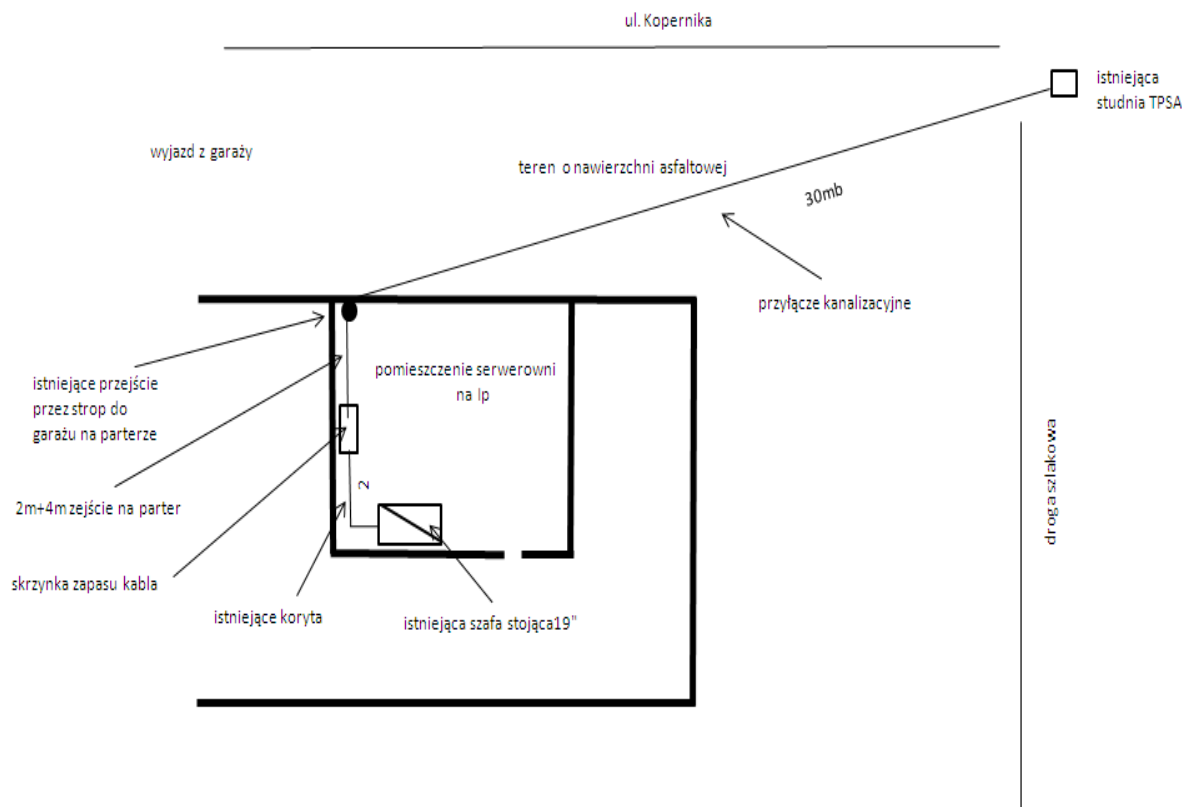 ul. Kopernika
istniejąca
studnia TPSA
wyjazd z garaży
teren o nawierzchni asfaltowej
30mb
przyłącze kanalizacyjne
pomieszczenie serwerowni
na Ip
istniejące przejście
przez strop do
garażu na parterze
2
2m+4m zejście na parter
droga szlakowa
skrzynka zapasu kabla
istniejące koryta
istniejąca szafa stojąca19"